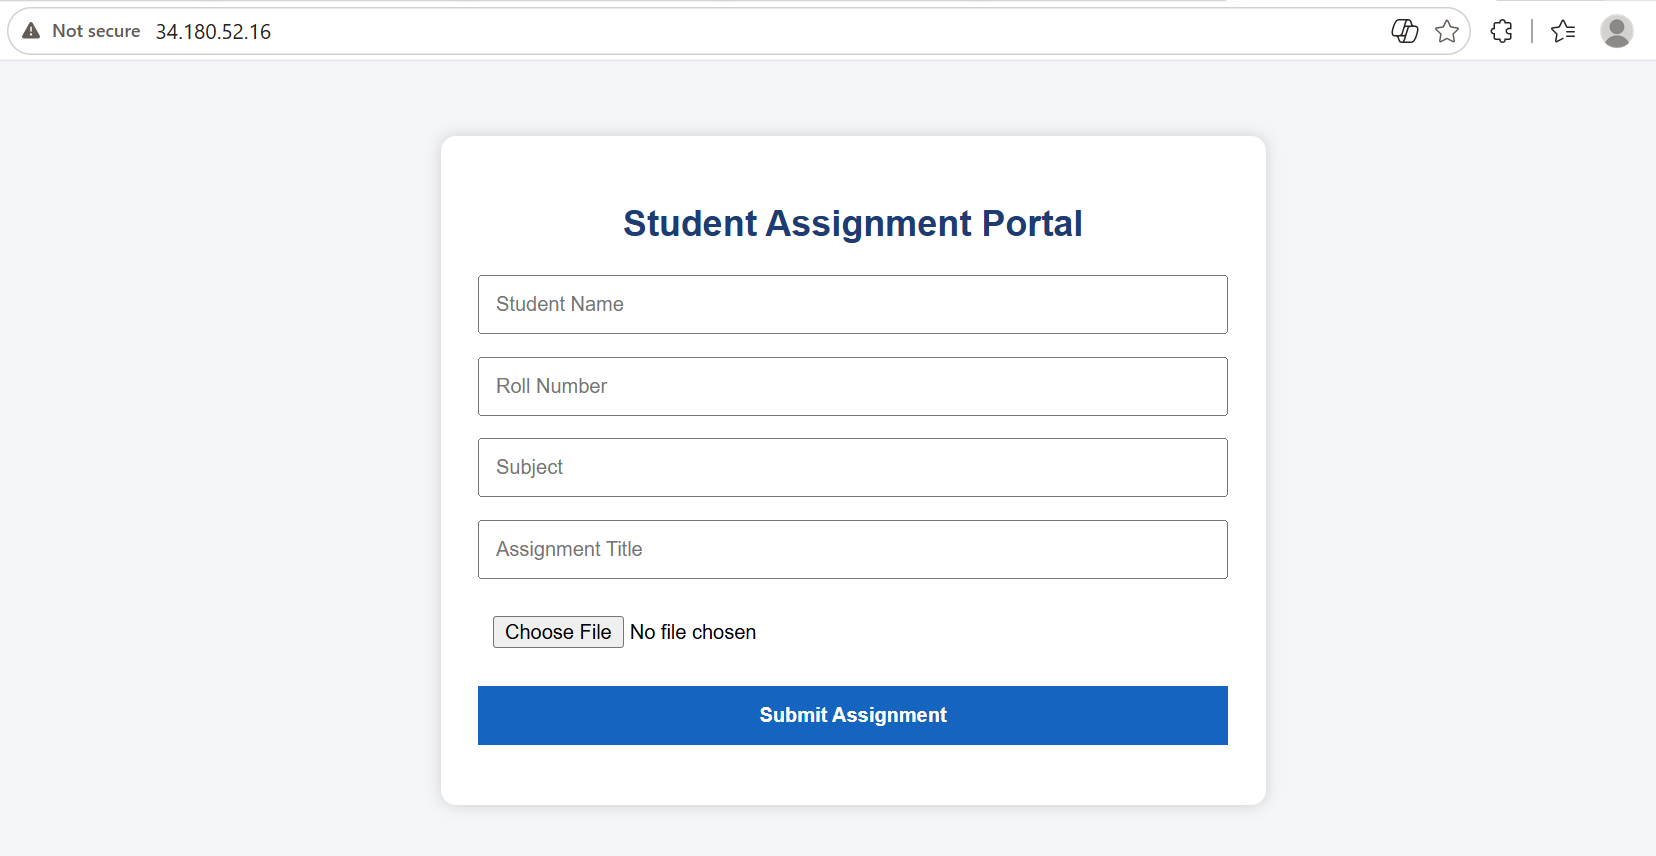 Not secure 34.180.52.16
Student Assignment Portal
Student Name
Roll Number
Subject
Assignment Title
Choose File No file chosen
Submit Assignment